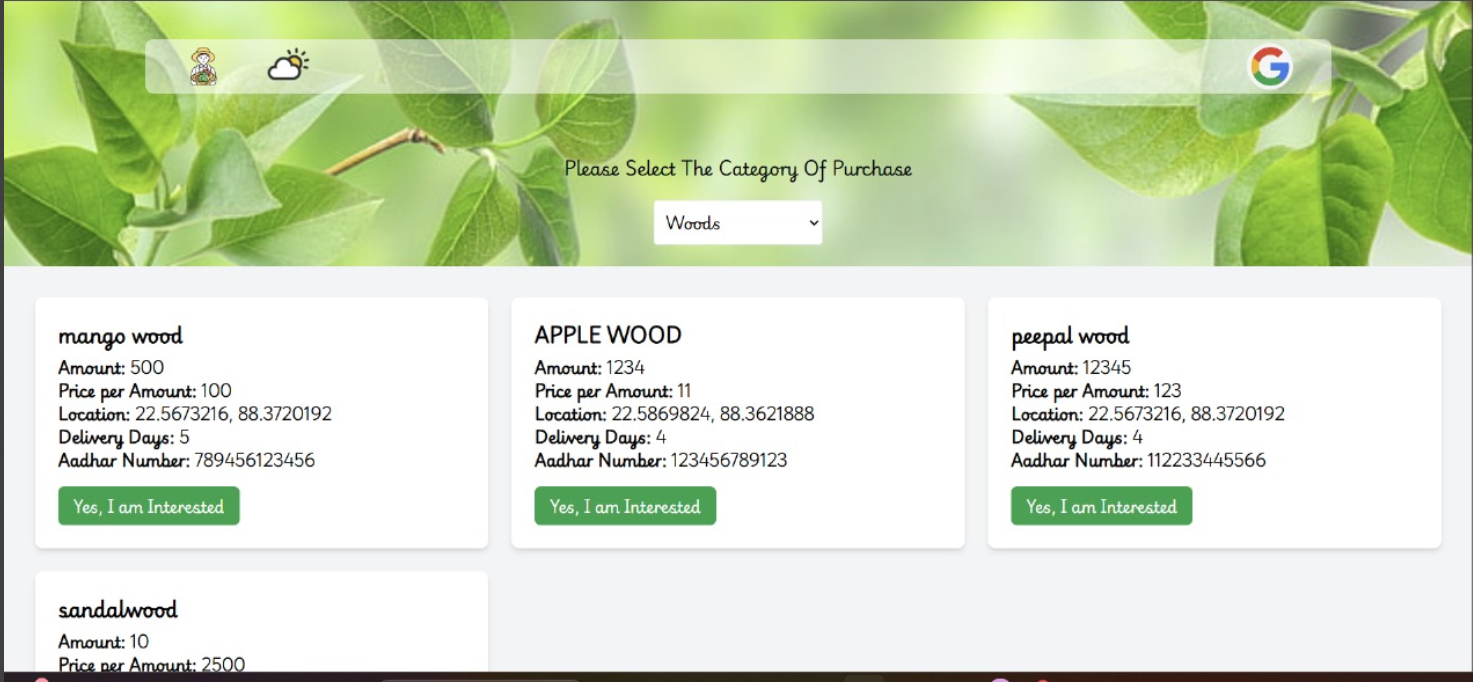 Please Select The Category Of Purchase
Woods
mango wood
Amount: 500
Price per Amount: 100
Location: 22.5673216, 88.3720192
Delivery Days: 5
Aadhar Number: 789456123456
Yes, I am Interested
APPLE WOOD
Amount: 1234
Price per Amount: 11
Location: 22.5869824, 88.3621888
Delivery Days: 4
Aadhar Number: 123456789123
Yes, I am Interested
peepal wood
Amount: 12345
Price per Amount: 123
Location: 22.5673216, 88.3720192
Delivery Days: 4
Aadhar Number: 112233445566
Yes, I am Interested
sandalwood
Amount: 10
Price per Amount: 2500